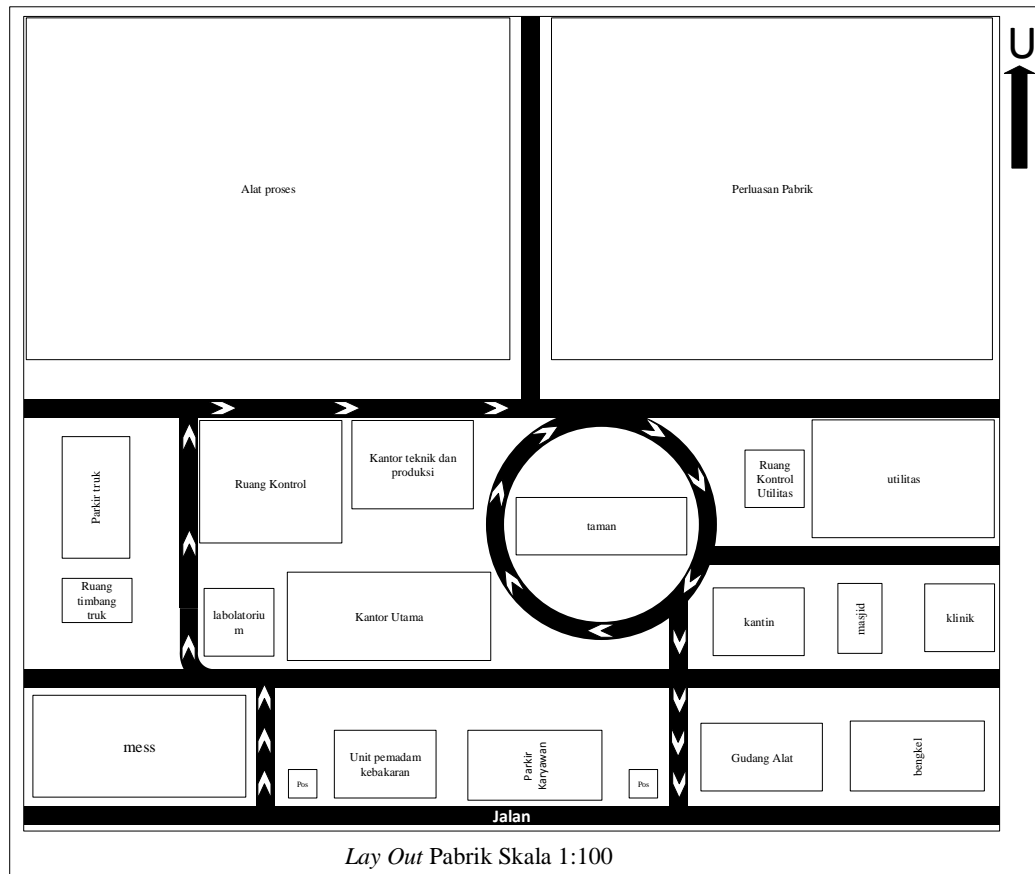 U
Alat proses
Perluasan Pabrik
Parkir truk
Ruang Kontrol
Kantor teknik dan
produksi
taman
Ruang
Kontrol
Utilitas
utilitas
Ruang
timbang
truk
labolatoriu
m
Kantor Utama
kantin
masjid
klinik
mess
Pos
Unit pemadam
kebakaran
Parkir
Karyawan
Pos
Gudang Alat
bengkel
Jalan
Lay Out Pabrik Skala 1:100